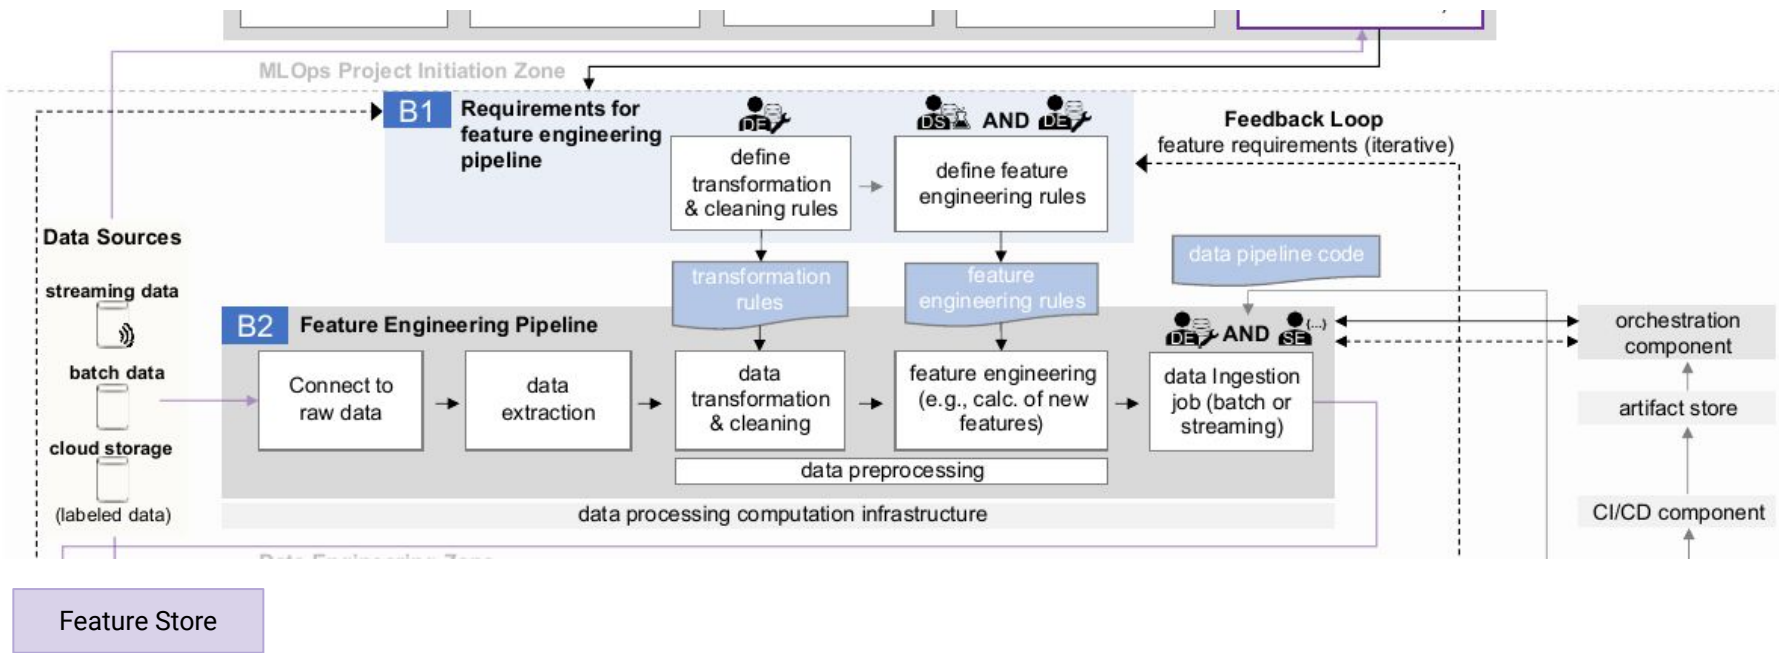 MLOps Project Initiation Zone
B1
Requirements for
feature engineering
pipeline
DE
define
transformation
& cleaning rules
DS AND DE
define feature
engineering rules
Feedback Loop
feature requirements (iterative)
Data Sources
streaming data
batch data
cloud storage
(labeled data)
transformation
rules
feature
engineering rules
data pipeline code
B2
Feature Engineering Pipeline
DE AND SE {...}
Connect to
raw data
data
extraction
data
transformation
& cleaning
feature engineering
(e.g., calc. of new
features)
data Ingestion
job (batch or
streaming)
data preprocessing
data processing computation infrastructure
orchestration
component
artifact store
CI/CD component
Data Engineering Zone
Feature Store